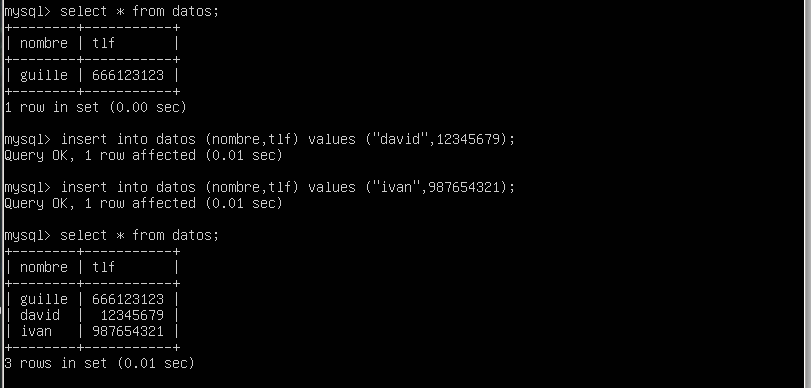 mysql> select * from datos;
+--------+-----------+
| nombre | tlf       |
+--------+-----------+
| guille | 666123123 |
+--------+-----------+
1 row in set (0.00 sec)

mysql> insert into datos (nombre,tlf) values ("david",12345679);
Query OK, 1 row affected (0.01 sec)

mysql> insert into datos (nombre,tlf) values ("ivan",987654321);
Query OK, 1 row affected (0.01 sec)

mysql> select * from datos;
+--------+-----------+
| nombre | tlf       |
+--------+-----------+
| guille | 666123123 |
| david  |  12345679 |
| ivan   | 987654321 |
+--------+-----------+
3 rows in set (0.01 sec)